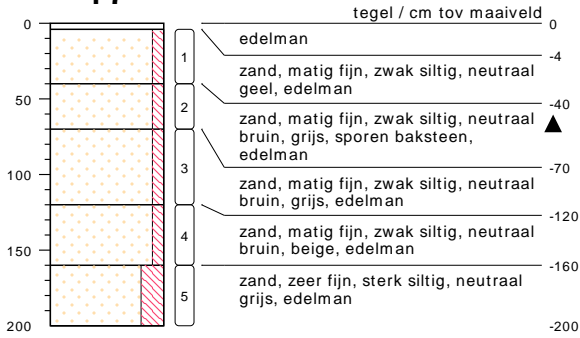 tegel / cm tov maaiveld
0
0
edelman
-4
1
zand, matig fijn, zwak siltig, neutraal
geel, edelman
50
-40
2
zand, matig fijn, zwak siltig, neutraal
bruin, grijs, sporen baksteen,
edelman
-70
100
3
zand, matig fijn, zwak siltig, neutraal
bruin, grijs, edelman
-120
150
4
zand, matig fijn, zwak siltig, neutraal
bruin, beige, edelman
-160
5
zand, zeer fijn, sterk siltig, neutraal
grijs, edelman
200
-200